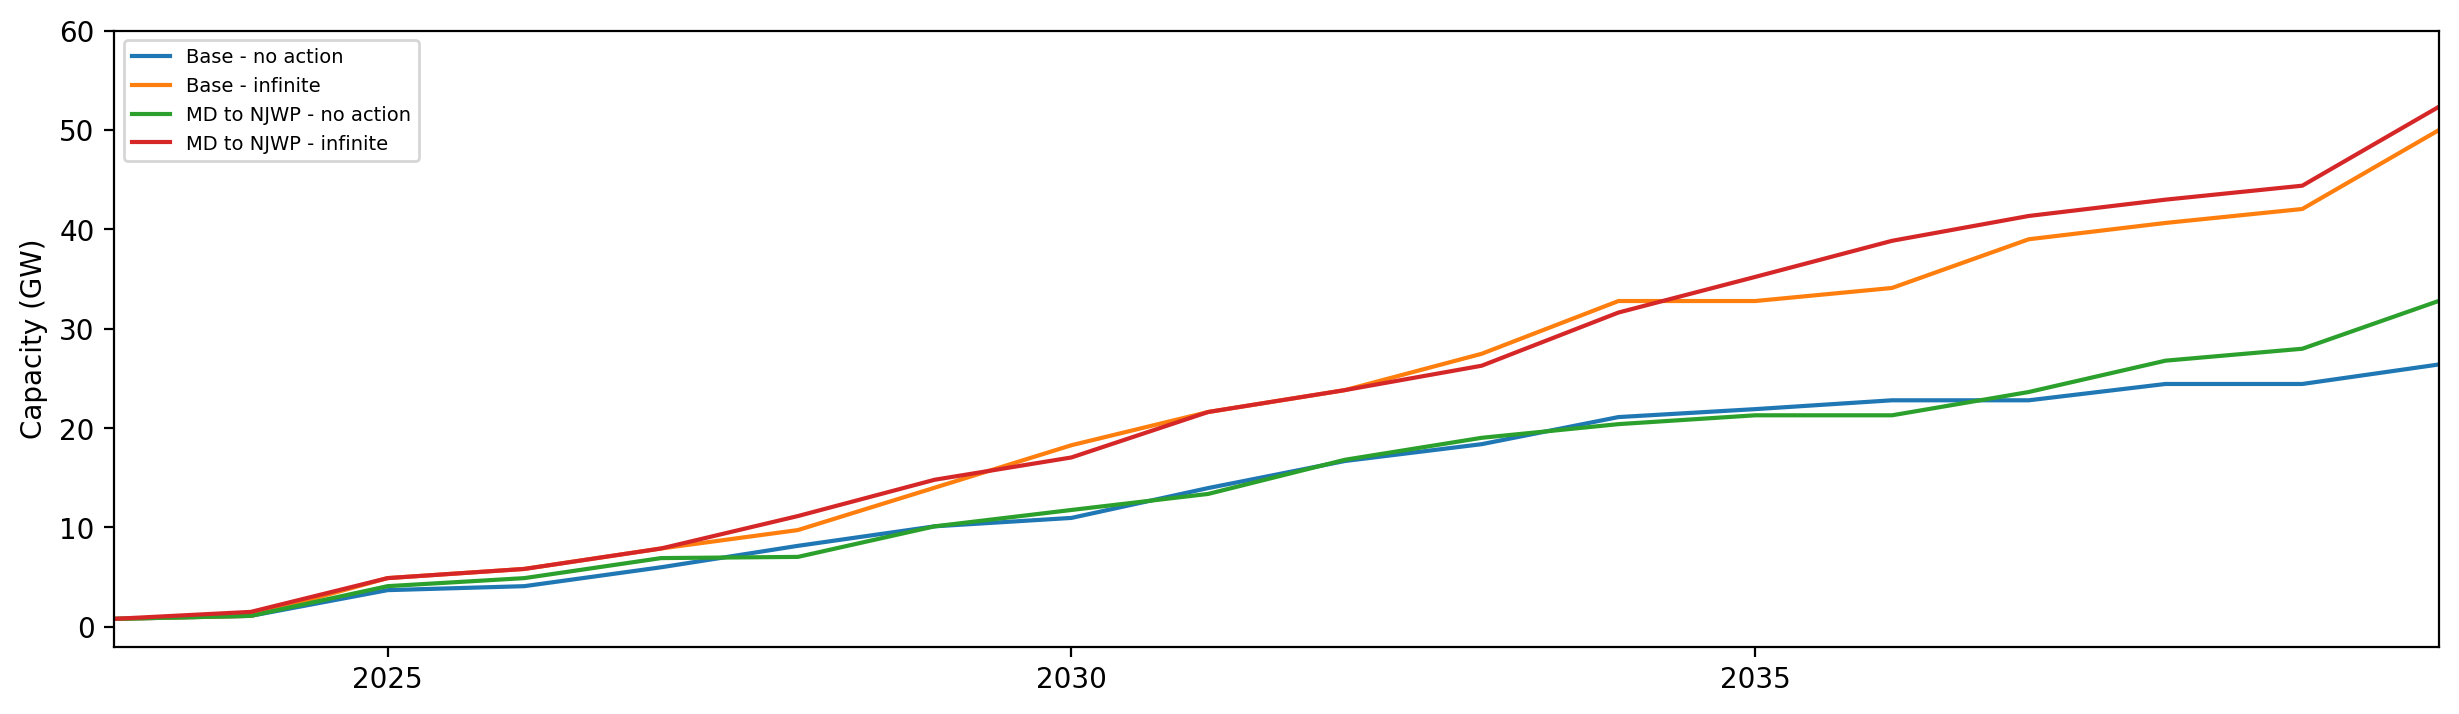 60
50
40
30
20
10
0
Capacity (GW)
Base - no action
Base - infinite
MD to NJWP - no action
MD to NJWP - infinite
2025
2030
2035